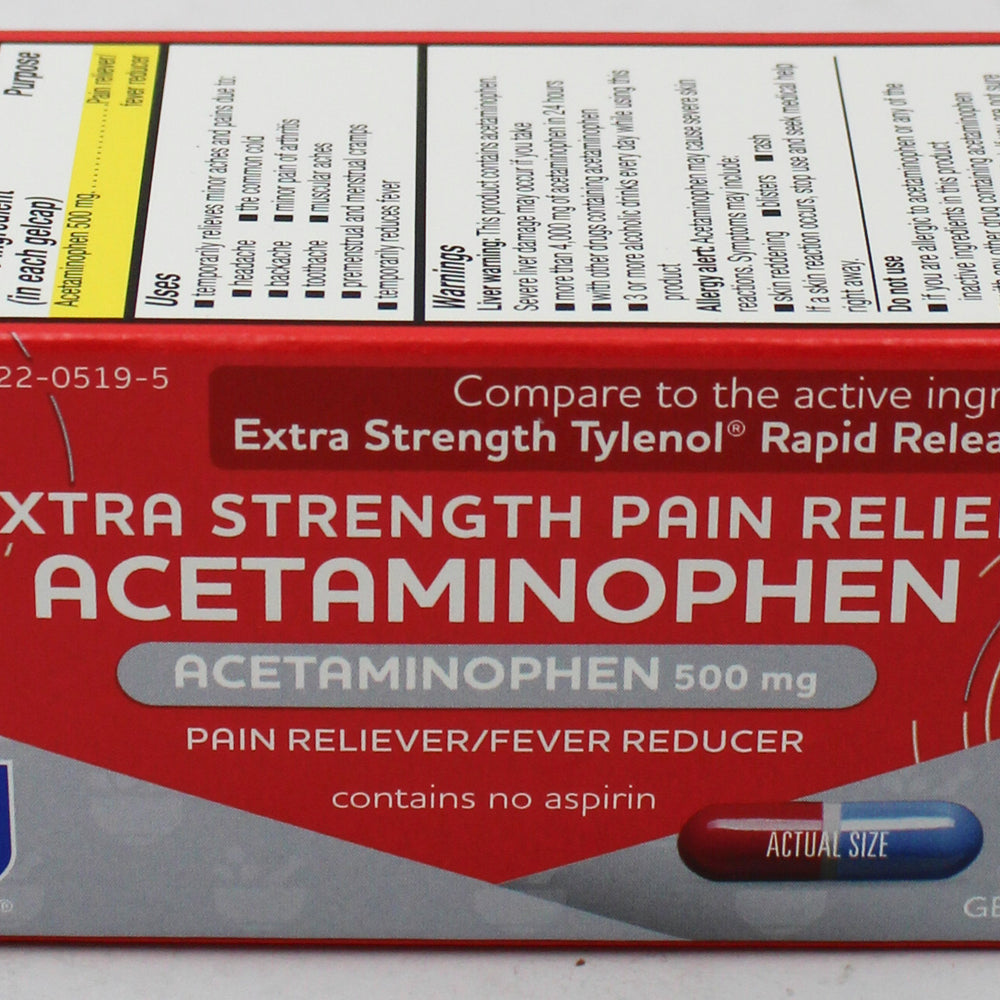 Purpose
(in each gelcap)
Acetaminophen 500 mg..........Pain reliever/
fever reducer
Uses
■ temporarily relieves minor aches and pains due to:
■ headache ■ the common cold
■ backache ■ minor pain of arthritis
■ toothache ■ muscular aches
■ premenstrual and menstrual cramps
■ temporarily reduces fever
Warnings
Liver warning: This product contains acetaminophen.
Severe liver damage may occur if you take
■ more than 4,000 mg of acetaminophen in 24 hours
■ with other drugs containing acetaminophen
■ 3 or more alcoholic drinks every day while using this
product
Allergy alert: Acetaminophen may cause severe skin
reactions. Symptoms may include:
■ skin reddening ■ blisters ■ rash
If a skin reaction occurs, stop use and seek medical help
right away.
Do not use
■ if you are allergic to acetaminophen or any of the
inactive ingredients in this product
any other drug containing acetaminophen
22-0519-5
Compare to the active ingr
Extra Strength Tylenol® Rapid Relea
XTRA STRENGTH PAIN RELIE
ACETAMINOPHEN
ACETAMINOPHEN 500 mg
PAIN RELIEVER/FEVER REDUCER
contains no aspirin
ACTUAL SIZE
GE
®